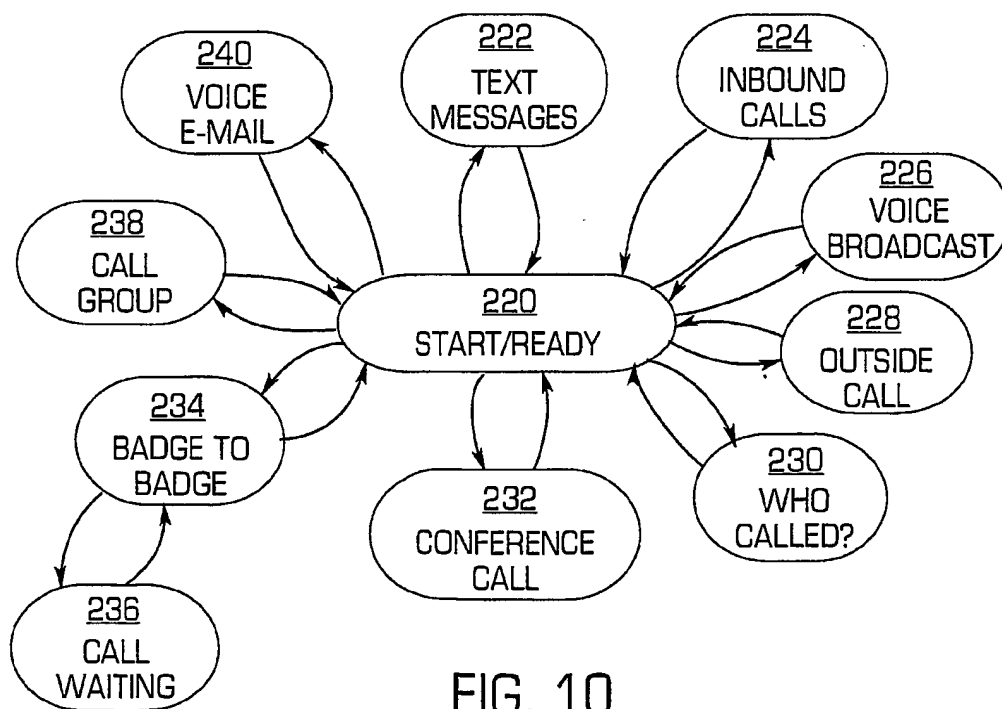 240
VOICE
E-MAIL
222
TEXT
MESSAGES
224
INBOUND
CALLS
226
VOICE
BROADCAST
238
CALL
GROUP
220
START/READY
228
OUTSIDE
CALL
234
BADGE TO
BADGE
230
WHO
CALLED?
232
CONFERENCE
CALL
236
CALL
WAITING
FIG. 10